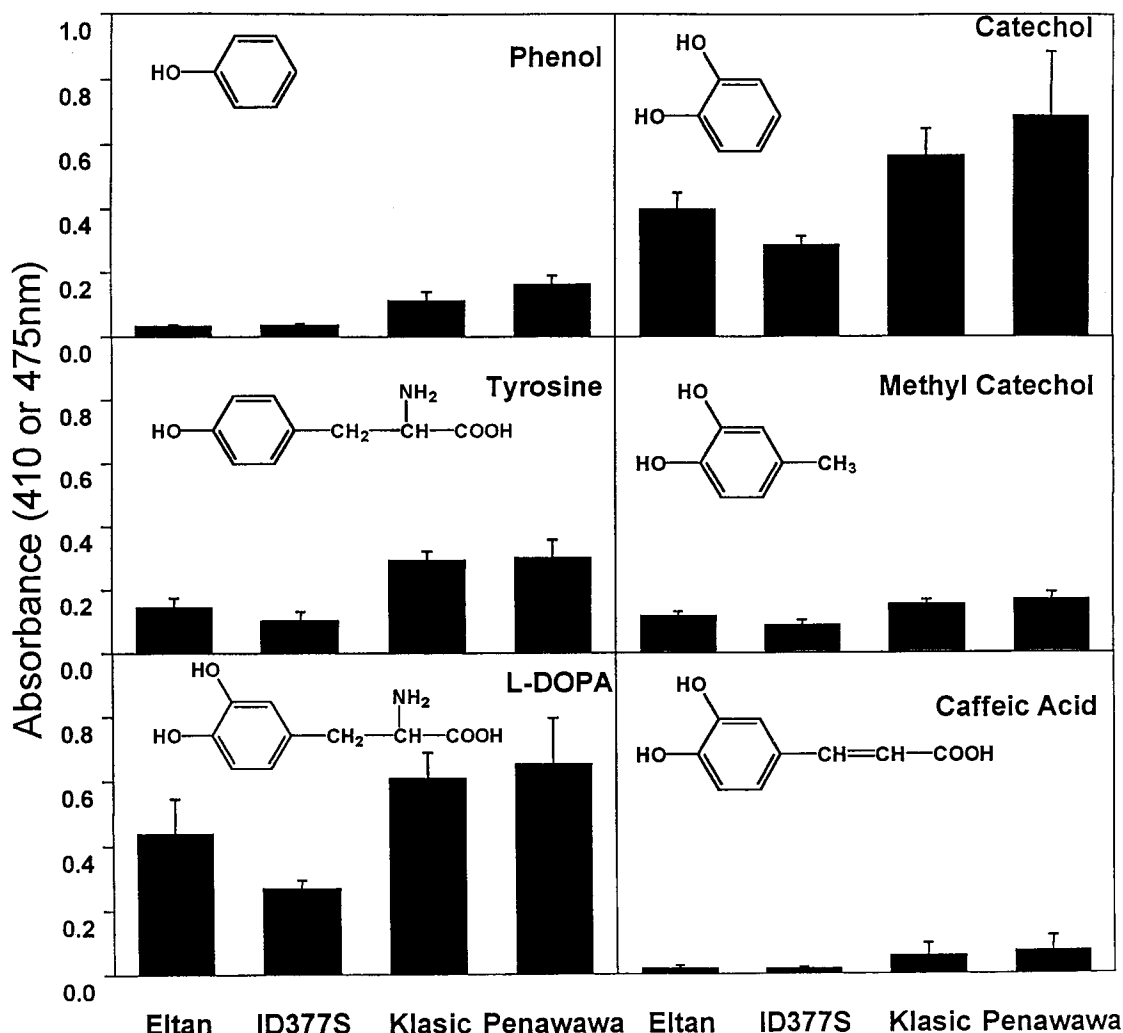 Absorbance (410 or 475nm)
1.0
0.8
0.6
0.4
0.2
0.0
Phenol
HO
Catechol
HO
HO
0.8
0.6
0.4
0.2
0.0
Tyrosine
NH2
HO CH2 CH COOH
Methyl Catechol
HO
HO CH3
0.8
0.6
0.4
0.2
0.0
L-DOPA
HO
NH2
HO CH2 CH COOH
Caffeic Acid
HO
HO CH CH COOH
Eltan ID377S Klasic Penawawa Eltan ID377S Klasic Penawawa